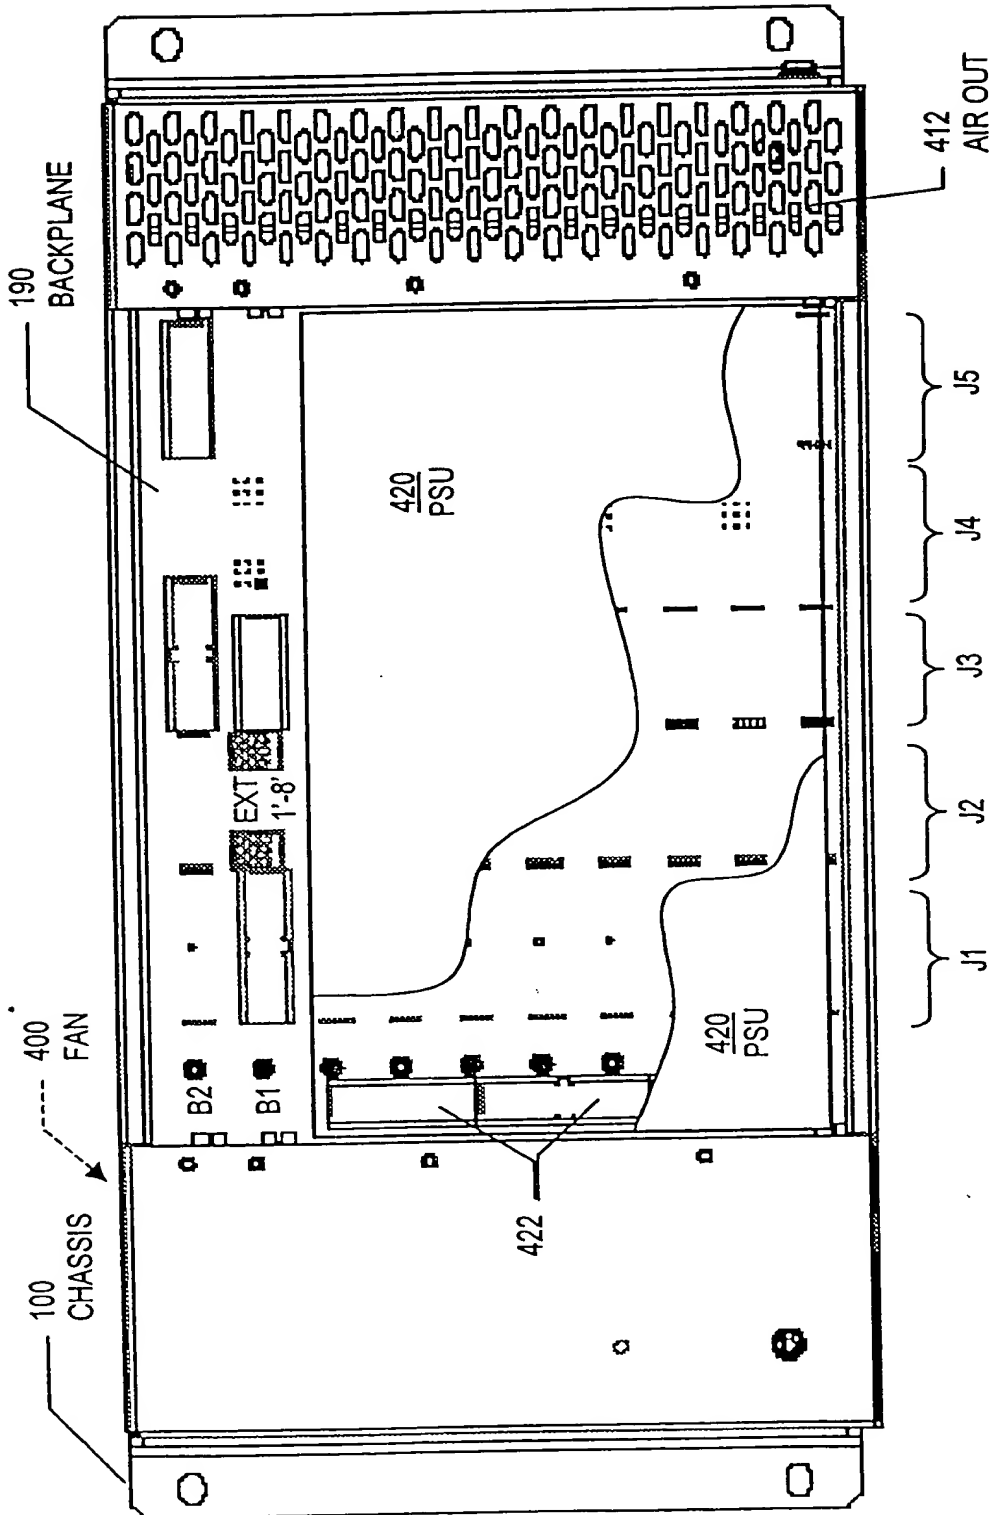 100
CHASSIS
400
FAN
190
BACKPLANE
B2
B1
EXT
1'-8'
420
PSU
420
PSU
422
412
AIR OUT
J1
J2
J3
J4
J5